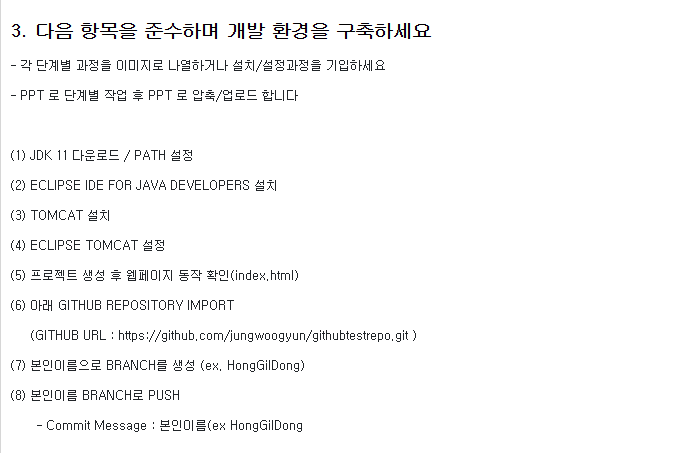 3. 다음 항목을 준수하며 개발 환경을 구축하세요
- 각 단계별 과정을 이미지로 나열하거나 설치/설정과정을 기입하세요
- PPT 로 단계별 작업 후 PPT 로 압축/업로드 합니다
(1) JDK 11 다운로드 / PATH 설정
(2) ECLIPSE IDE FOR JAVA DEVELOPERS 설치
(3) TOMCAT 설치
(4) ECLIPSE TOMCAT 설정
(5) 프로젝트 생성 후 웹페이지 동작 확인(index.html)
(6) 아래 GITHUB REPOSITORY IMPORT
(GITHUB URL : https://github.com/jungwoogyun/githubtestrepo.git )
(7) 본인이름으로 BRANCH를 생성 (ex. HongGilDong)
(8) 본인이름 BRANCH로 PUSH
- Commit Message : 본인이름(ex HongGilDong